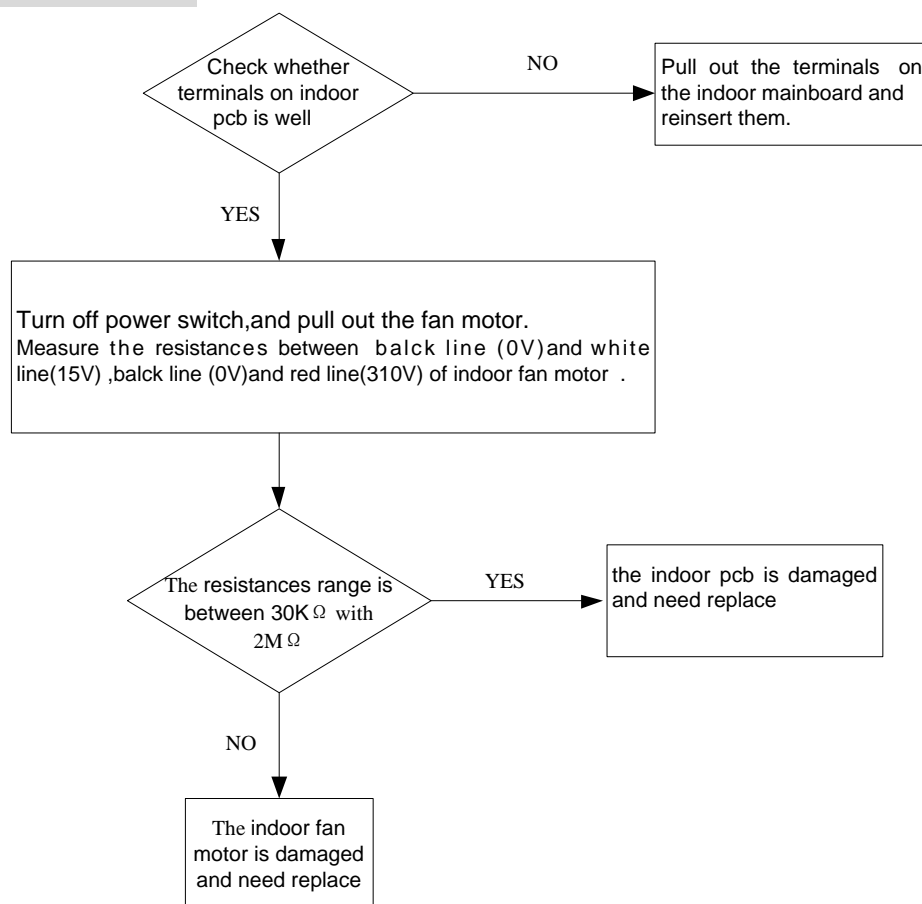 Check whether
terminals on indoor
pcb is well
NO
Pull out the terminals on
the indoor mainboard and
reinsert them.
YES
Turn off power switch,and pull out the fan motor.
Measure the resistances between balck line (0V)and white
line(15V) ,balck line (0V)and red line(310V) of indoor fan motor .
The resistances range is
between 30KΩ with
2MΩ
YES
the indoor pcb is damaged
and need replace
NO
The indoor fan
motor is damaged
and need replace